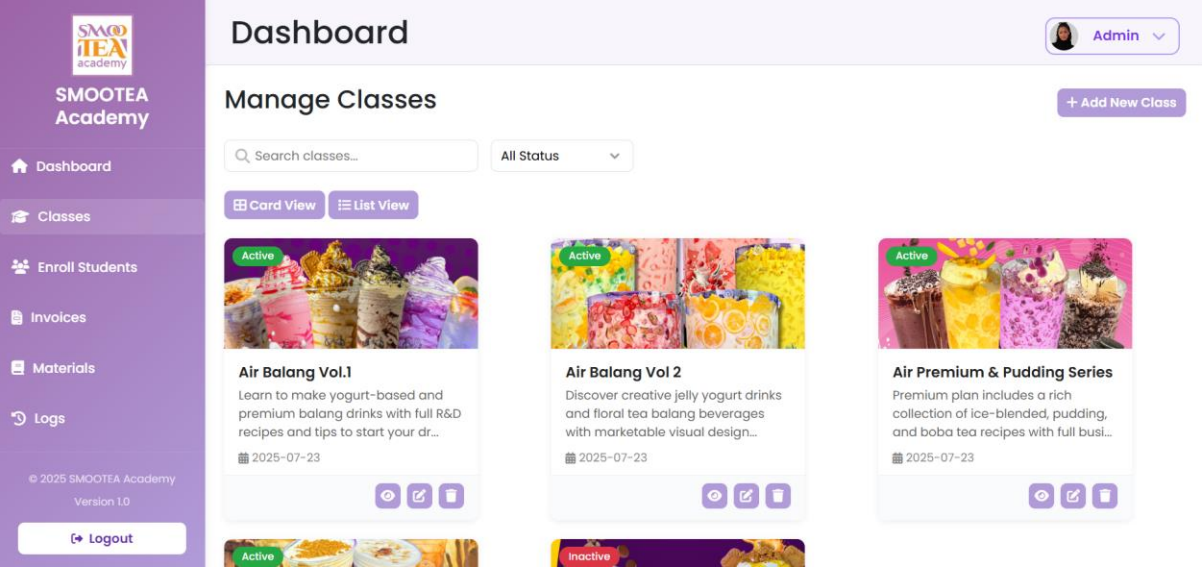 SMOO
TEA
academy
SMOOTEA
Academy
Dashboard
Classes
Enroll Students
Invoices
Materials
Logs
© 2025 SMOOTEA Academy
Version 1.0
Logout
Dashboard
Admin
Manage Classes
+ Add New Class
Search classes...
All Status
Card View
List View
Active
Air Balang Vol.1
Learn to make yogurt-based and
premium balang drinks with full R&D
recipes and tips to start your dr...
2025-07-23
Active
Air Balang Vol 2
Discover creative jelly yogurt drinks
and floral tea balang beverages
with marketable visual design...
2025-07-23
Active
Air Premium & Pudding Series
Premium plan includes a rich
collection of ice-blended, pudding,
and boba tea recipes with full busi...
2025-07-23
Active
Inactive